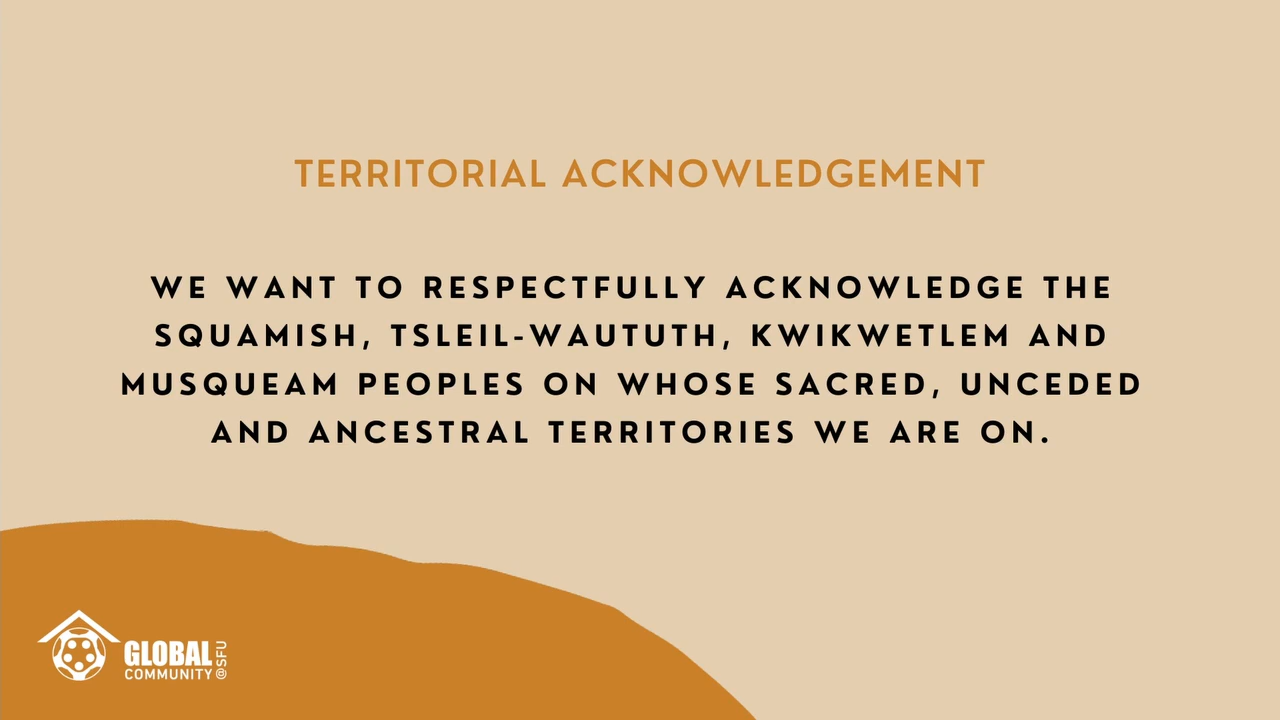 TERRITORIAL ACKNOWLEDGEMENT
WE WANT TO RESPECTFULLY ACKNOWLEDGE THE
SQUAMISH, TSLEIL-WAUTUTH, KWIKWETLEM AND
MUSQUEAM PEOPLES ON WHOSE SACRED, UNCEDED
AND ANCESTRAL TERRITORIES WE ARE ON.
GLOBAL
COMMUNITY
@SFU